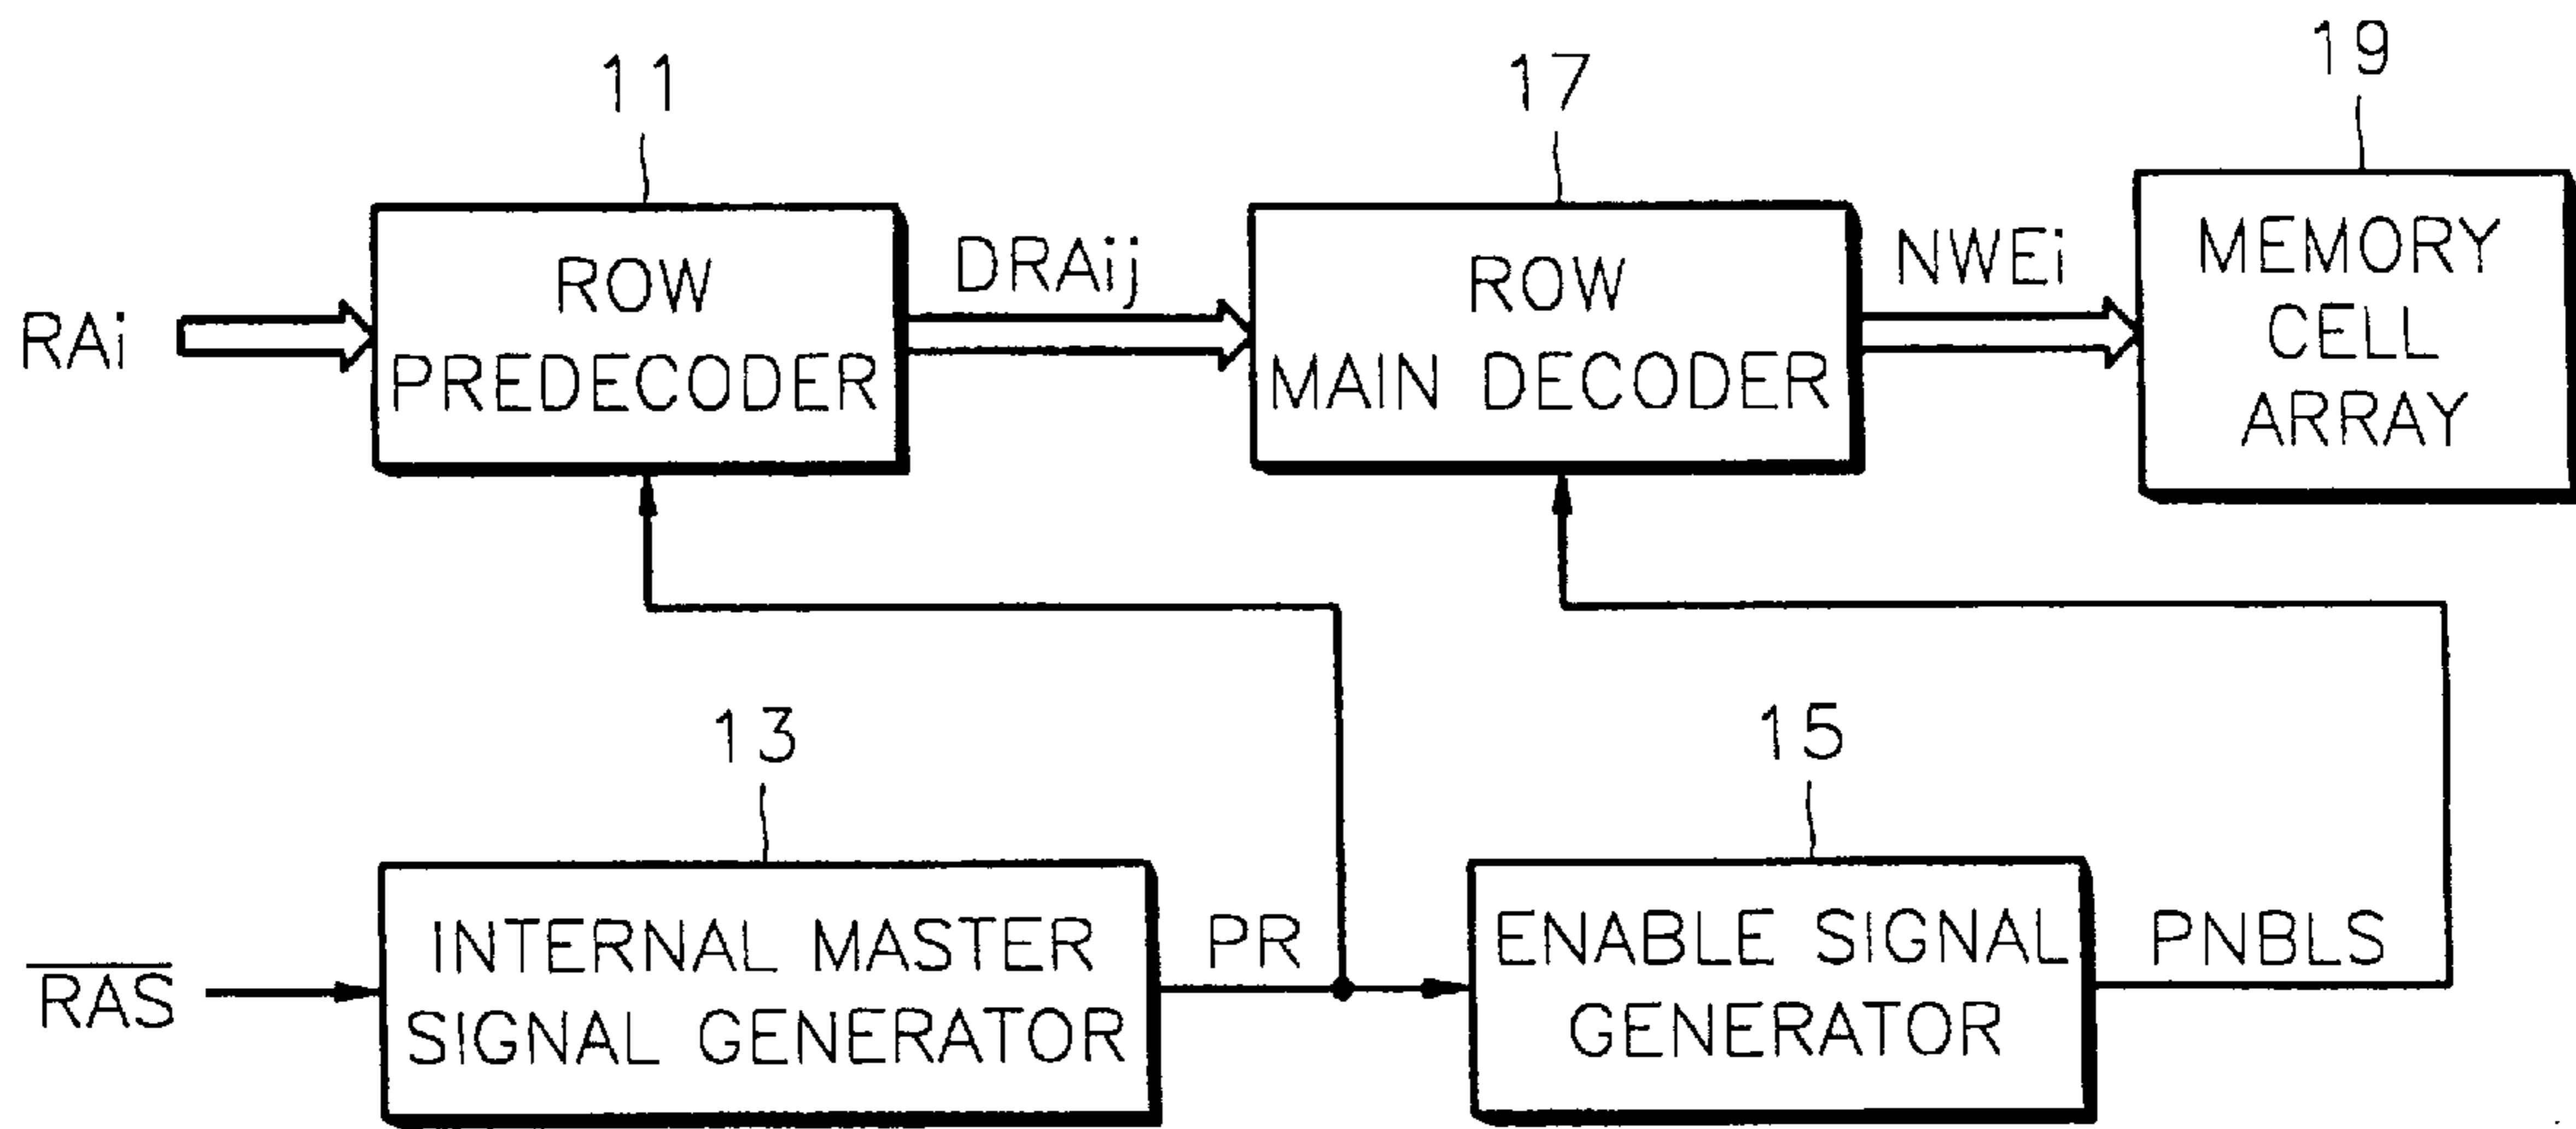 11
17
19
RAi
ROW
PREDECODER
DRAij
ROW
MAIN DECODER
NWEi
MEMORY
CELL
ARRAY
13
15
R̅A̅S̅
INTERNAL MASTER
SIGNAL GENERATOR
PR
ENABLE SIGNAL
GENERATOR
PNBLS